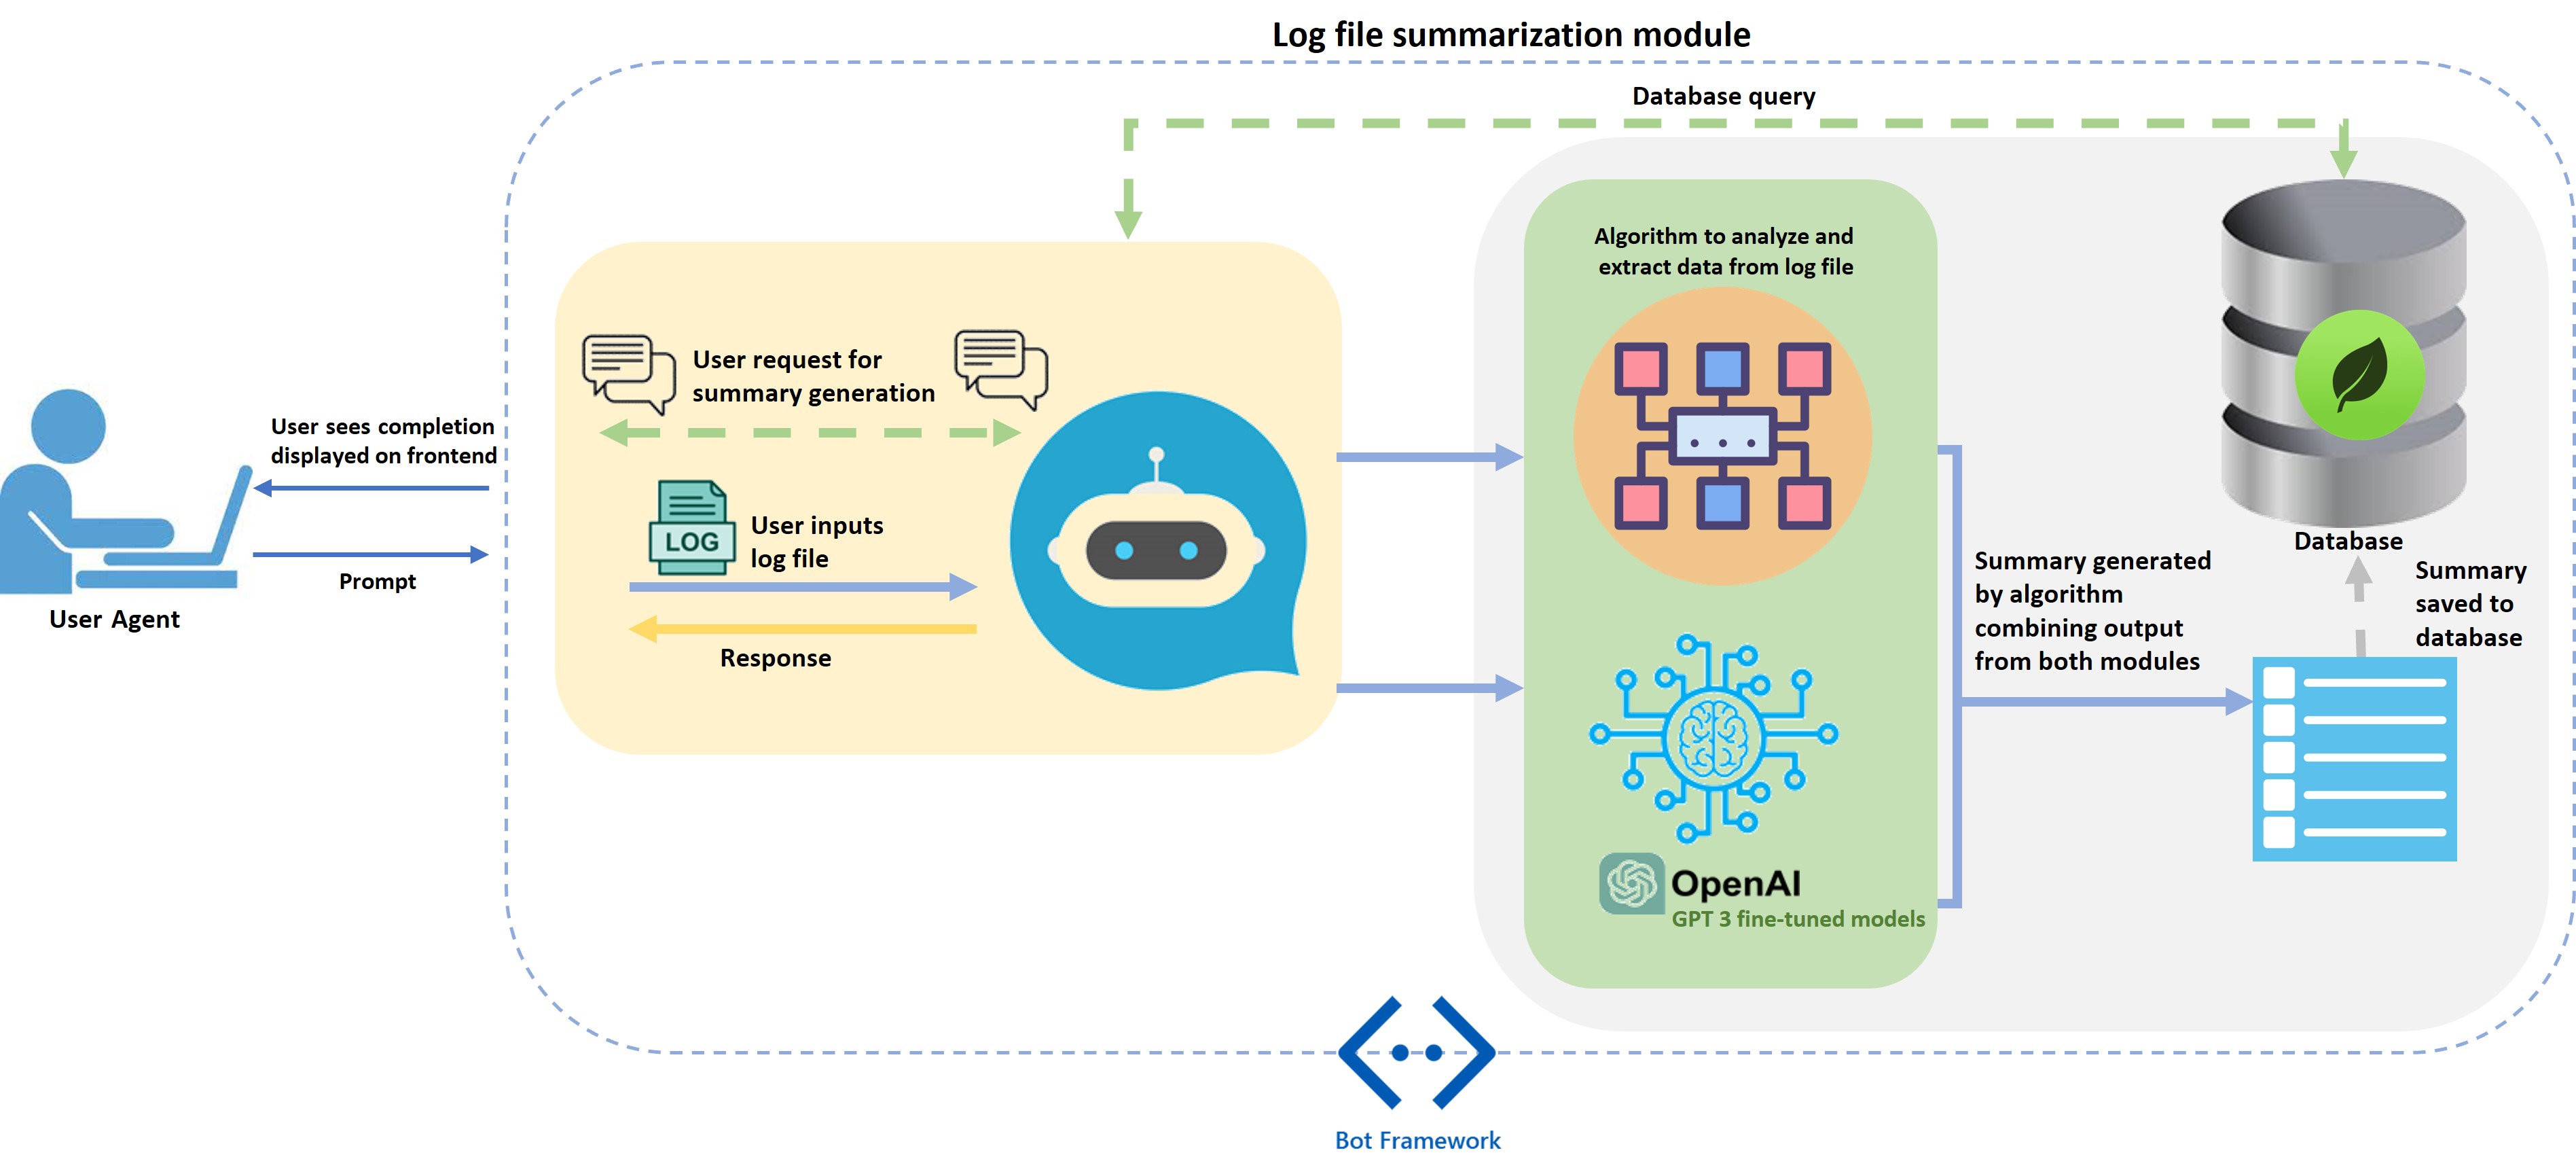 Log file summarization module
Database query
Algorithm to analyze and
extract data from log file
User request for
summary generation
User sees completion
displayed on frontend
LOG
User inputs
log file
Prompt
User Agent
Response
Summary generated
by algorithm
combining output
from both modules
Database
Summary
saved to
database
OpenAI
GPT 3 fine-tuned models
Bot Framework